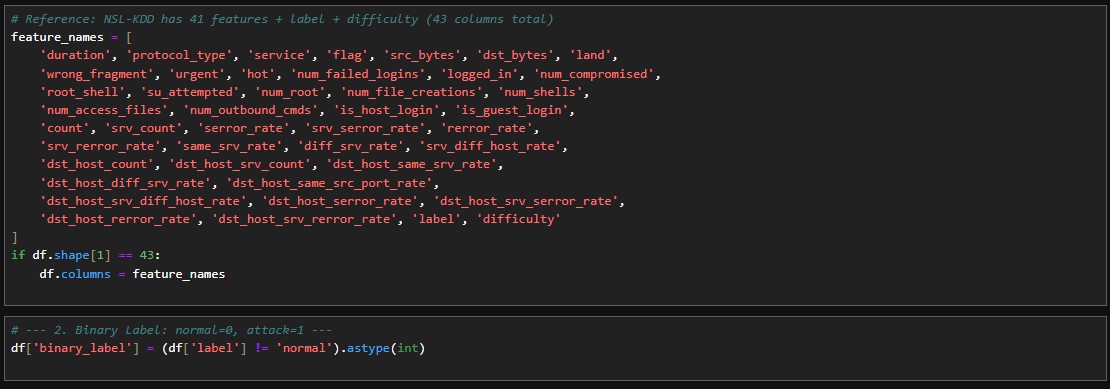 # Reference: NSL-KDD has 41 features + label + difficulty (43 columns total)
feature_names = [
    'duration', 'protocol_type', 'service', 'flag', 'src_bytes', 'dst_bytes', 'land',
    'wrong_fragment', 'urgent', 'hot', 'num_failed_logins', 'logged_in', 'num_compromised',
    'root_shell', 'su_attempted', 'num_root', 'num_file_creations', 'num_shells',
    'num_access_files', 'num_outbound_cmds', 'is_host_login', 'is_guest_login',
    'count', 'srv_count', 'serror_rate', 'srv_serror_rate', 'rerror_rate',
    'srv_rerror_rate', 'same_srv_rate', 'diff_srv_rate', 'srv_diff_host_rate',
    'dst_host_count', 'dst_host_srv_count', 'dst_host_same_srv_rate',
    'dst_host_diff_srv_rate', 'dst_host_same_src_port_rate',
    'dst_host_srv_diff_host_rate', 'dst_host_serror_rate', 'dst_host_srv_serror_rate',
    'dst_host_rerror_rate', 'dst_host_srv_rerror_rate', 'label', 'difficulty'
]
if df.shape[1] == 43:
    df.columns = feature_names
# --- 2. Binary Label: normal=0, attack=1 ---
df['binary_label'] = (df['label'] != 'normal').astype(int)